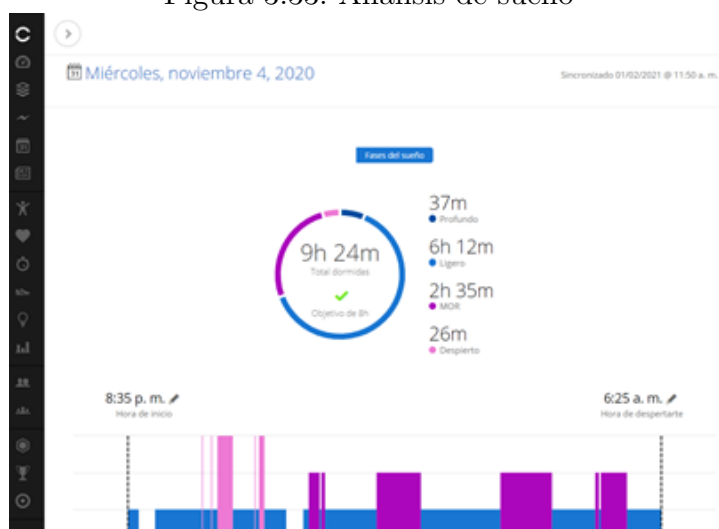 Figura 3.33: Análisis de sueño
Miércoles, noviembre 4, 2020
Sincronizado 01/02/2021 @ 11:50 a. m.
Fases del sueño
9h 24m
Total dormidas
Objetivo de 8h
37m
Profundo
6h 12m
Ligero
2h 35m
MOR
26m
Despierto
8:35 p. m.
Hora de inicio
6:25 a. m.
Hora de despertarte